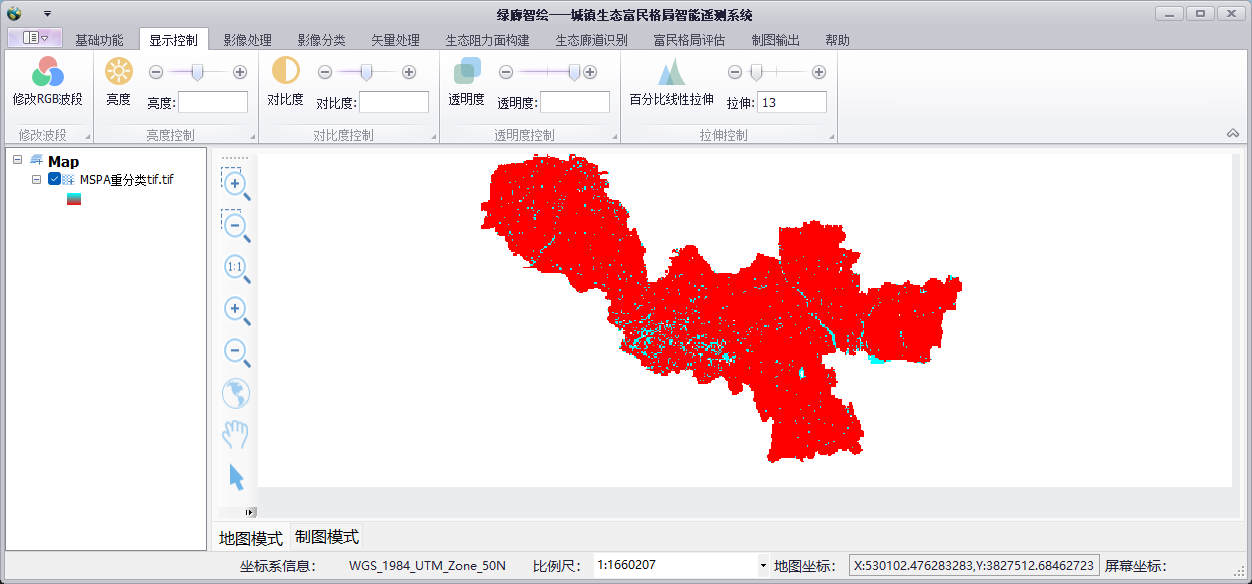 绿廊智绘——城镇生态富民格局智能遥测系统
基础功能 显示控制 影像处理 影像分类 矢量处理 生态阻力面构建 生态廊道识别 富民格局评估 制图输出 帮助
修改RGB波段 亮度 亮度: 对比度 对比度: 透明度 透明度: 百分比线性拉伸 拉伸: 13
修改波段 亮度控制 对比度控制 透明度控制 拉伸控制
Map
MSPA重分类tif.tif
1:1
地图模式 制图模式
坐标系信息: WGS_1984_UTM_Zone_50N 比例尺: 1:1660207 地图坐标: X:530102.476283283,Y:3827512.68462723 屏幕坐标: